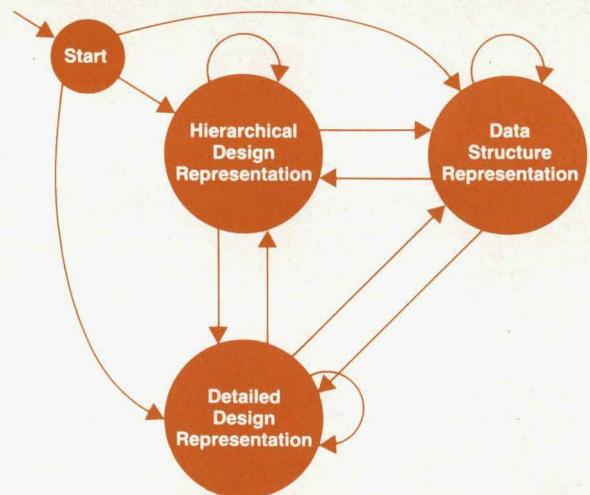 Start
Hierarchical
Design
Representation
Data
Structure
Representation
Detailed
Design
Representation